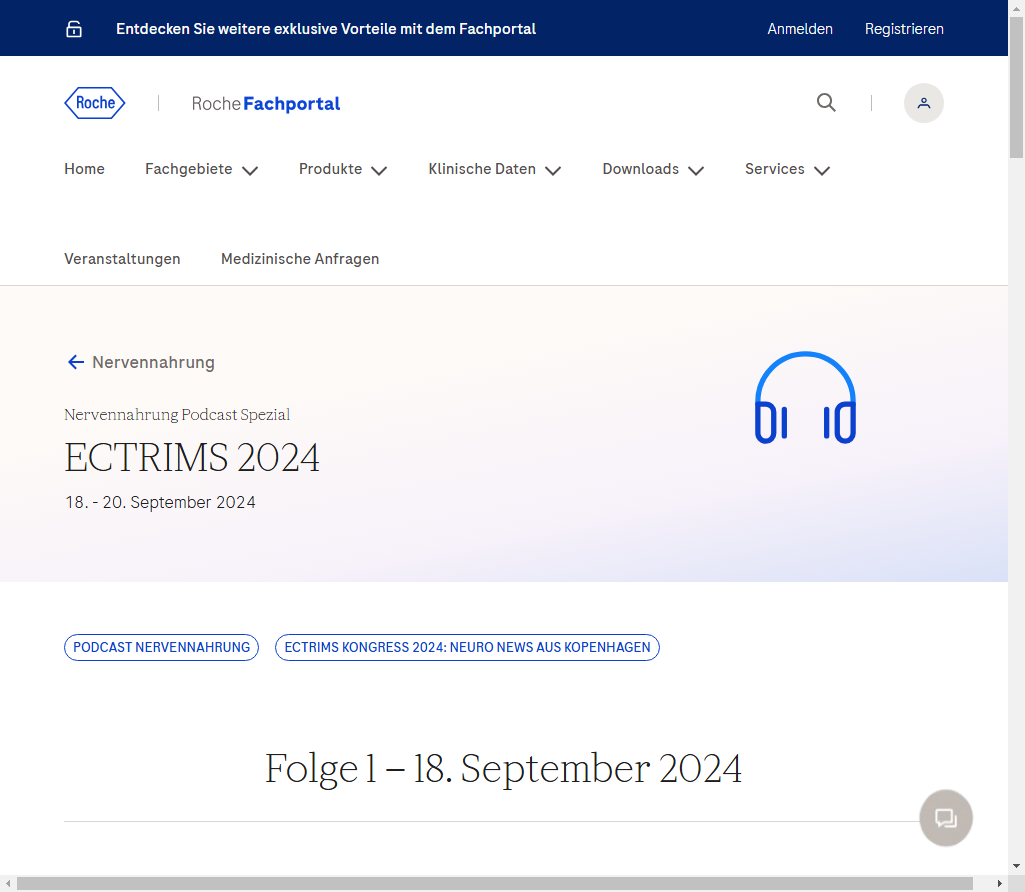 Entdecken Sie weitere exklusive Vorteile mit dem Fachportal
Anmelden
Registrieren
Roche
Roche Fachportal
Home
Fachgebiete
Produkte
Klinische Daten
Downloads
Services
Veranstaltungen
Medizinische Anfragen
Nervennahrung
Nervennahrung Podcast Spezial
ECTRIMS 2024
18. - 20. September 2024
PODCAST NERVENNAHRUNG
ECTRIMS KONGRESS 2024: NEURO NEWS AUS KOPENHAGEN
Folge 1 – 18. September 2024